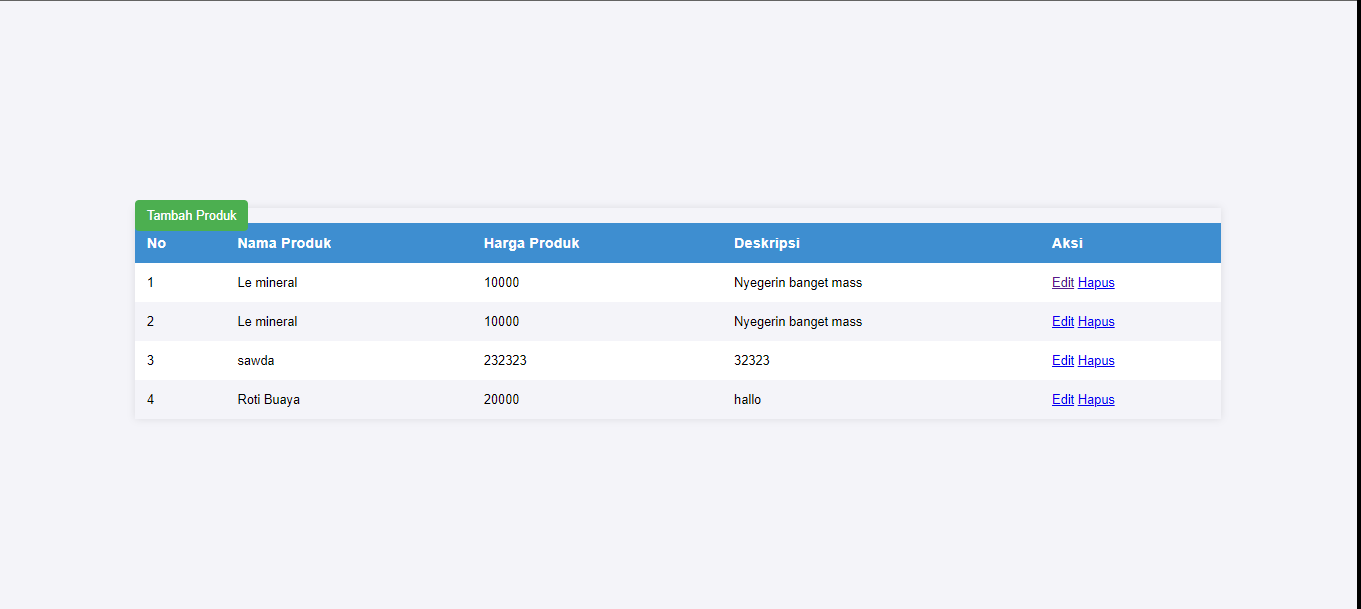 Tambah Produk
No Nama Produk Harga Produk Deskripsi Aksi
1 Le mineral 10000 Nyegerin banget mass Edit Hapus
2 Le mineral 10000 Nyegerin banget mass Edit Hapus
3 sawda 232323 32323 Edit Hapus
4 Roti Buaya 20000 hallo Edit Hapus